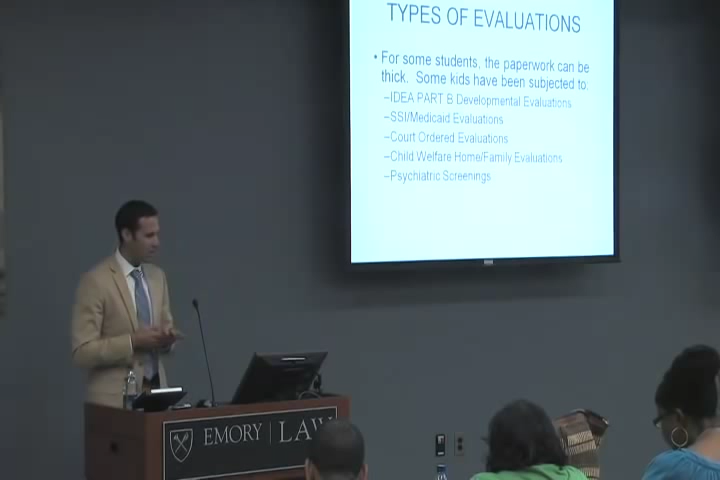 TYPES OF EVALUATIONS
• For some students, the paperwork can be
thick. Some kids have been subjected to:
–IDEA PART B Developmental Evaluations
–SSI/Medicaid Evaluations
–Court Ordered Evaluations
–Child Welfare Home/Family Evaluations
–Psychiatric Screenings
EMORY | LAW